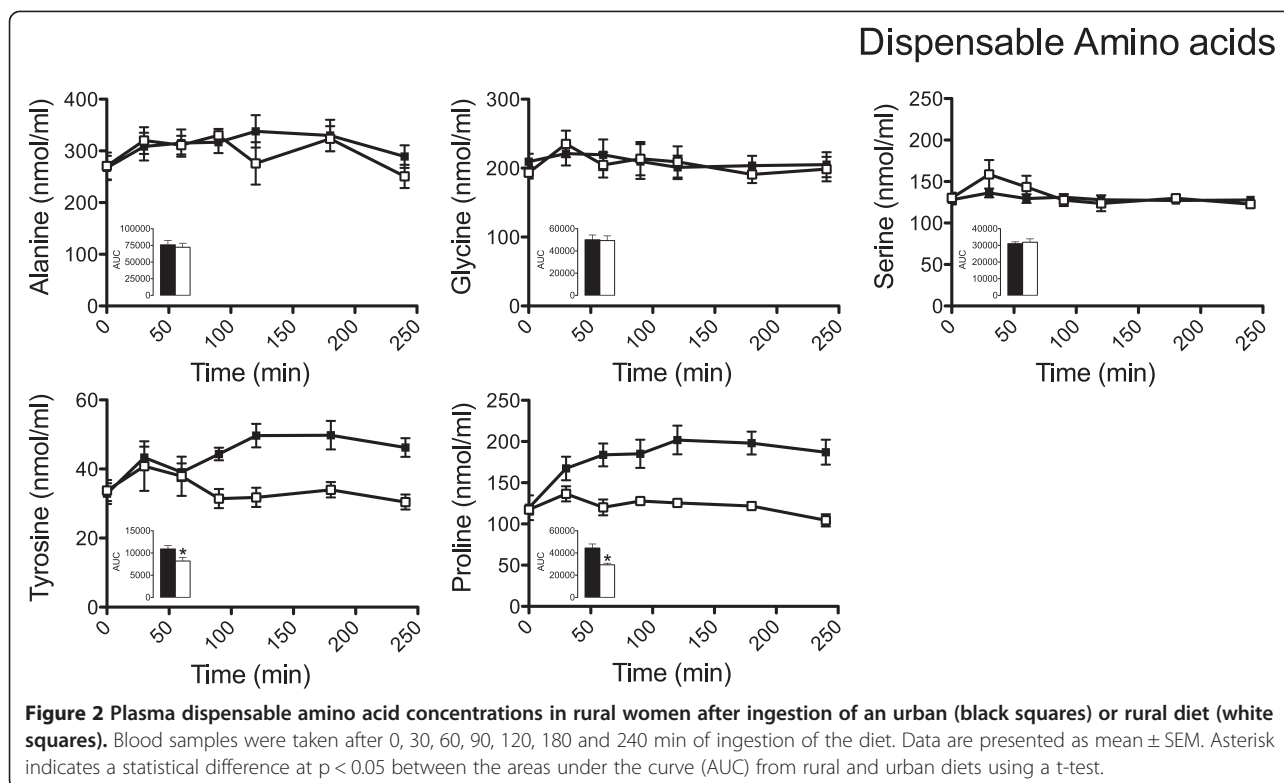 Dispensable Amino acids
Alanine (nmol/ml)
400
300
200
100
0
AUC
100000
75000
50000
25000
0
0 50 100 150 200 250
Time (min)
Glycine (nmol/ml)
300
200
100
0
AUC
60000
40000
20000
0
0 50 100 150 200 250
Time (min)
Serine (nmol/ml)
250
200
150
100
50
0
AUC
40000
30000
20000
10000
0
0 50 100 150 200 250
Time (min)
Tyrosine (nmol/ml)
60
40
20
0
AUC
15000
10000
5000
0
*
0 50 100 150 200 250
Time (min)
Proline (nmol/ml)
250
200
150
100
50
0
AUC
60000
40000
20000
0
*
0 50 100 150 200 250
Time (min)
Figure 2 Plasma dispensable amino acid concentrations in rural women after ingestion of an urban (black squares) or rural diet (white
squares). Blood samples were taken after 0, 30, 60, 90, 120, 180 and 240 min of ingestion of the diet. Data are presented as mean ± SEM. Asterisk
indicates a statistical difference at p < 0.05 between the areas under the curve (AUC) from rural and urban diets using a t-test.